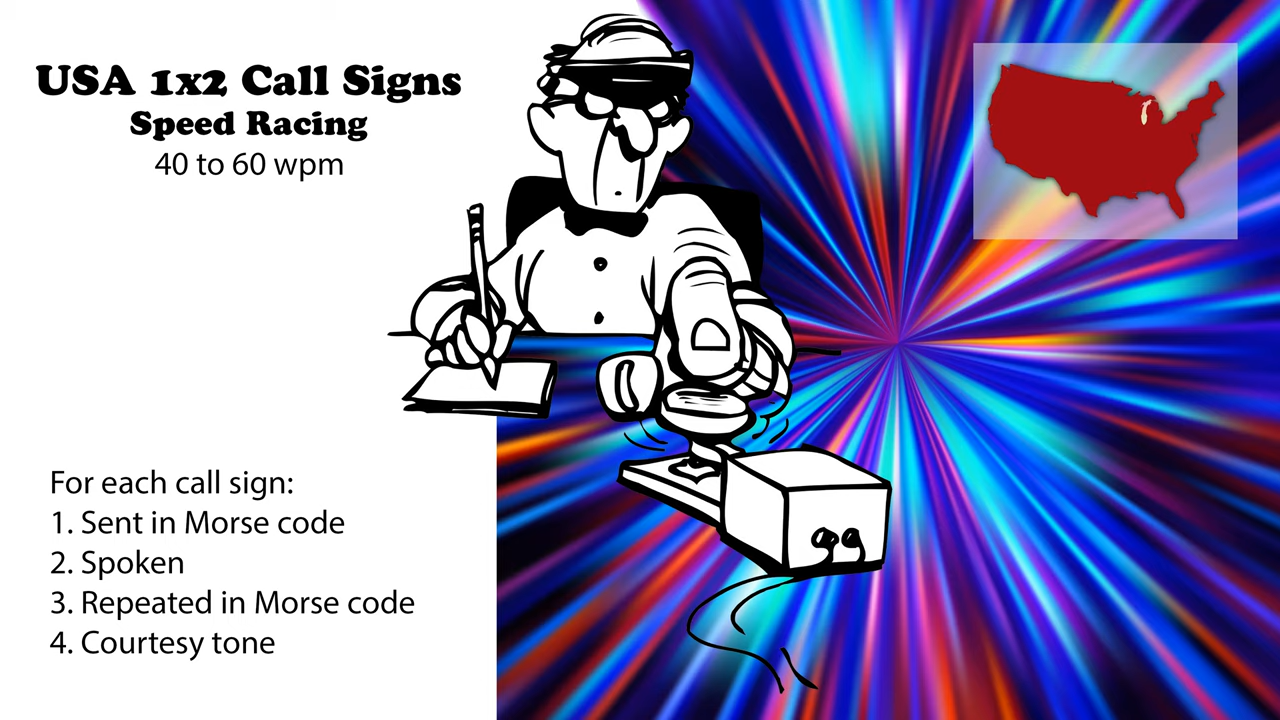 USA 1x2 Call Signs
Speed Racing
40 to 60 wpm
For each call sign:
1. Sent in Morse code
2. Spoken
3. Repeated in Morse code
4. Courtesy tone